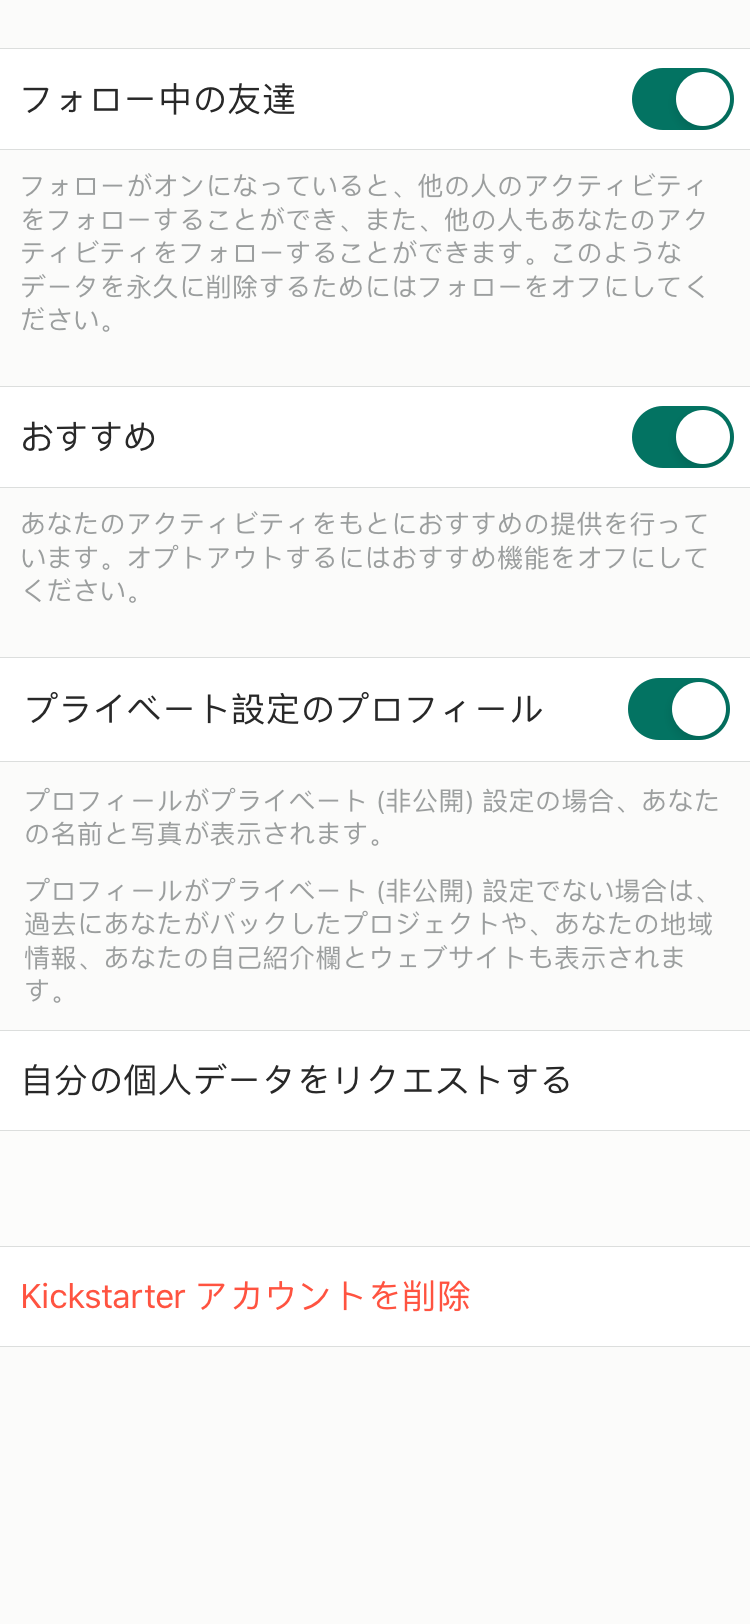 フォロー中の友達
フォローがオンになっていると、他の人のアクティビティ
をフォローすることができ、また、他の人もあなたのアク
ティビティをフォローすることができます。このような
データを永久に削除するためにはフォローをオフにしてく
ださい。
おすすめ
あなたのアクティビティをもとにおすすめの提供を行って
います。オプトアウトするにはおすすめ機能をオフにして
ください。
プライベート設定のプロフィール
プロフィールがプライベート (非公開) 設定の場合、あなた
の名前と写真が表示されます。
プロフィールがプライベート (非公開) 設定でない場合は、
過去にあなたがバックしたプロジェクトや、あなたの地域
情報、あなたの自己紹介欄とウェブサイトも表示されま
す。
自分の個人データをリクエストする
Kickstarter アカウントを削除